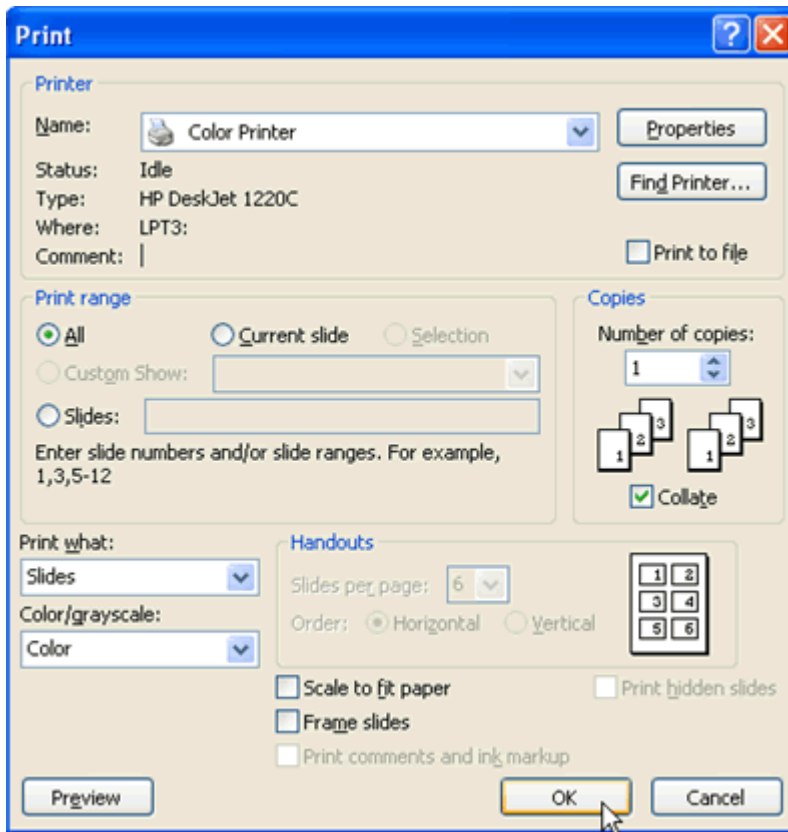 Print
Printer
Name: Color Printer Properties
Status: Idle
Type: HP DeskJet 1220C Find Printer...
Where: LPT3:
Comment: Print to file
Print range
All Current slide Selection
Custom Show:
Slides:
Enter slide numbers and/or slide ranges. For example,
1,3,5-12
Copies
Number of copies:
1
1 2 3 1 2 3
Collate
Print what:
Slides
Color/grayscale:
Color
Handouts
Slides per page: 6
Order: Horizontal Vertical
1 2
3 4
5 6
Scale to fit paper Print hidden slides
Frame slides
Print comments and ink markup
Preview OK Cancel